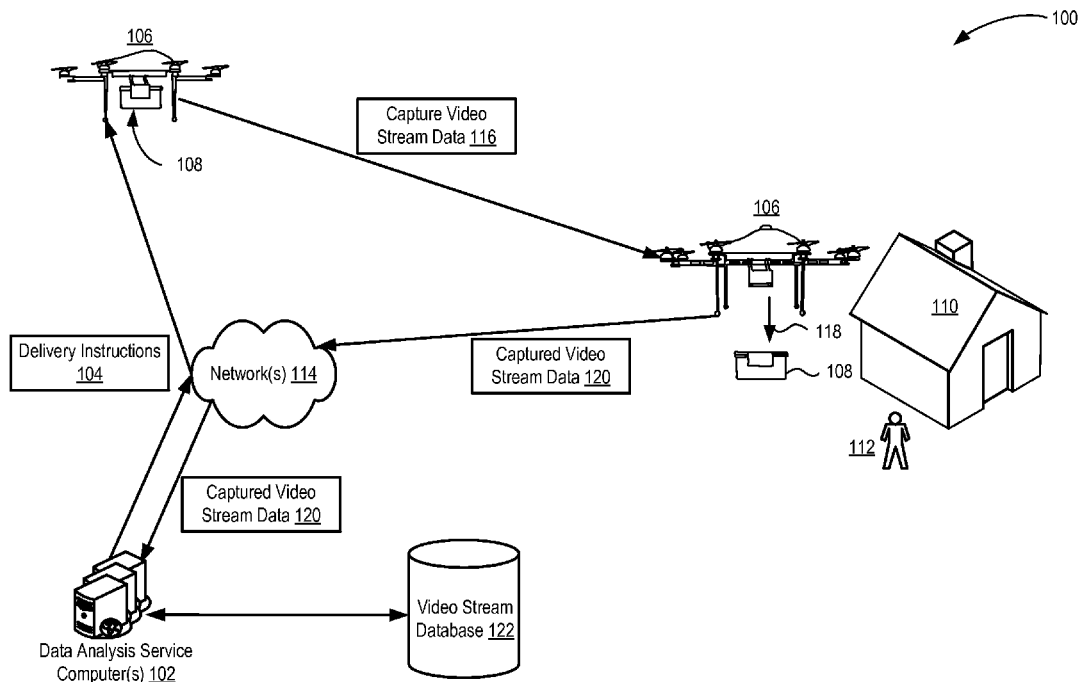 100
106
Capture Video
Stream Data 116
108
106
110
118
Delivery Instructions
104
Network(s) 114
Captured Video
Stream Data 120
108
112
Captured Video
Stream Data 120
Video Stream
Database 122
Data Analysis Service
Computer(s) 102